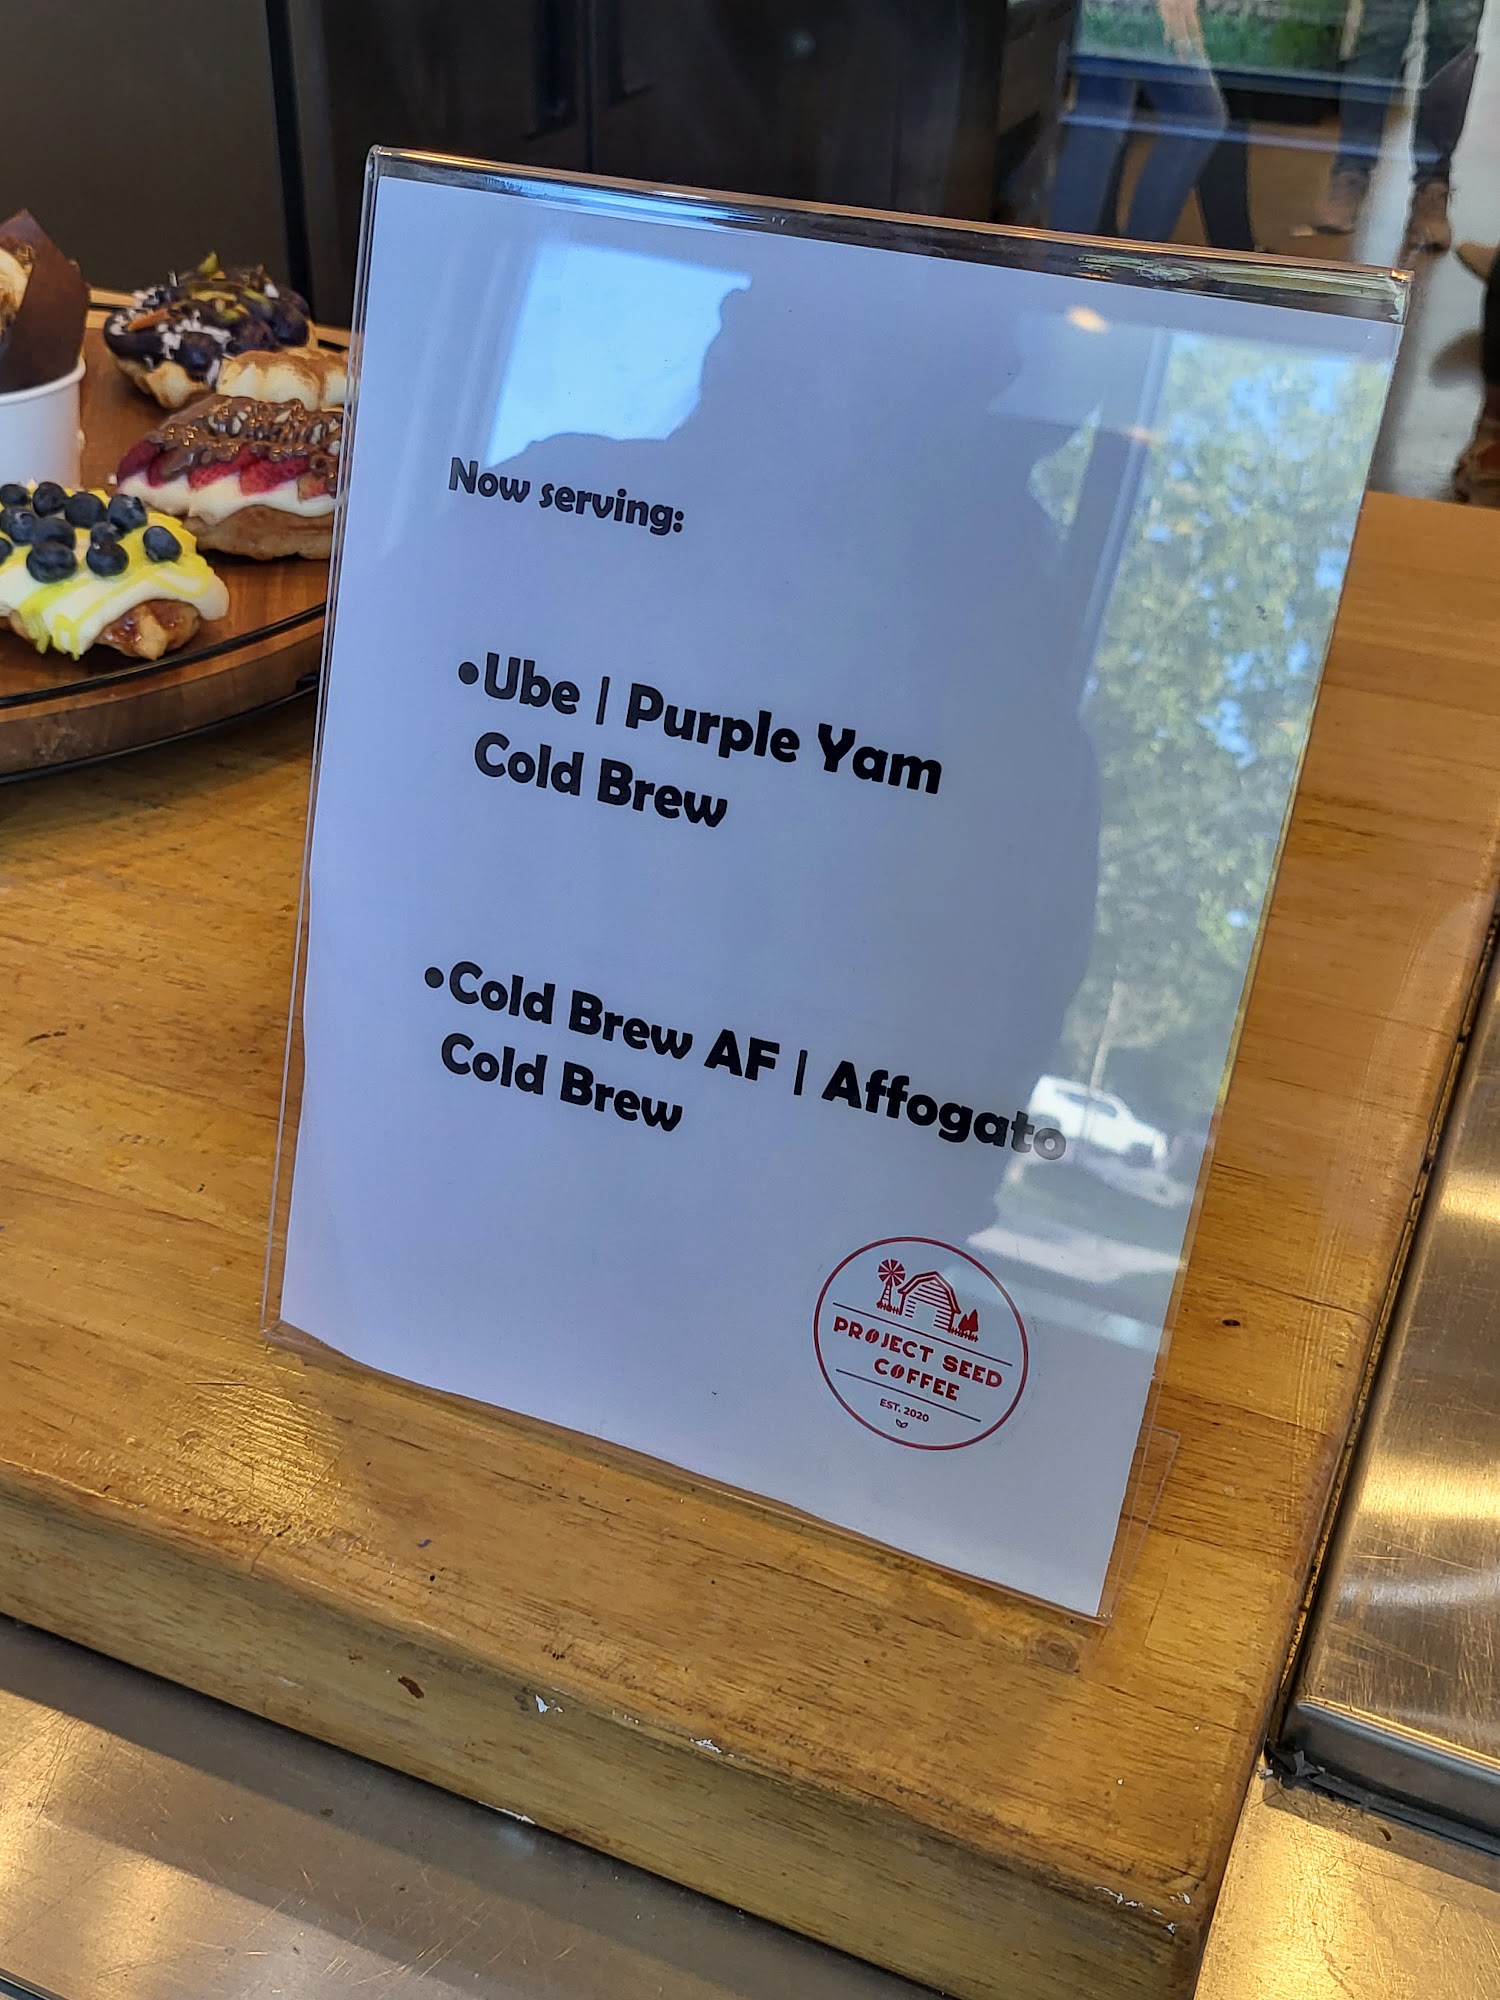 Now serving:
•Ube | Purple Yam
Cold Brew
•Cold Brew AF | Affogato
Cold Brew
PROJECT SEED
COFFEE
EST. 2020